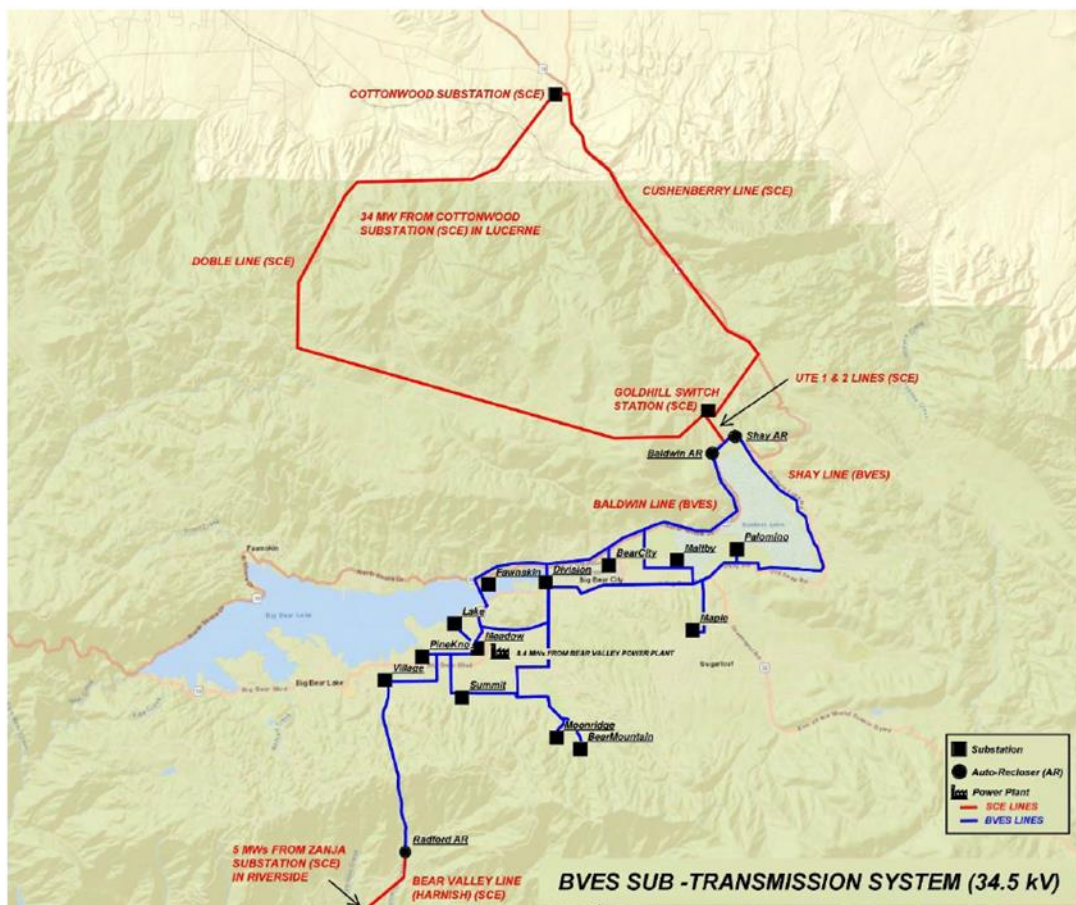 COTTONWOOD SUBSTATION (SCE)
CUSHENBERRY LINE (SCE)
34 MW FROM COTTONWOOD
SUBSTATION (SCE) IN LUCERNE
DOBLE LINE (SCE)
UTE 1 & 2 LINES (SCE)
GOLDHILL SWITCH
STATION (SCE)
Shay AR
Baldwin AR
SHAY LINE (BVES)
BALDWIN LINE (BVES)
Palomino
Maltby
BearCity
Fawnskin
Division
Fawnskin
Big Bear City
Lake
Big Bear Lake
Maple
Meadow
PineKno
8.4 MWs FROM BEAR VALLEY POWER PLANT
Sugarloaf
Village
Big Bear Lake
Summit
Moonridge
BearMountain
Substation
Auto-Recloser (AR)
Power Plant
SCE LINES
BVES LINES
Radford AR
5 MWs FROM ZANJA
SUBSTATION (SCE)
IN RIVERSIDE
BEAR VALLEY LINE
(HARNISH) (SCE)
BVES SUB -TRANSMISSION SYSTEM (34.5 kV)